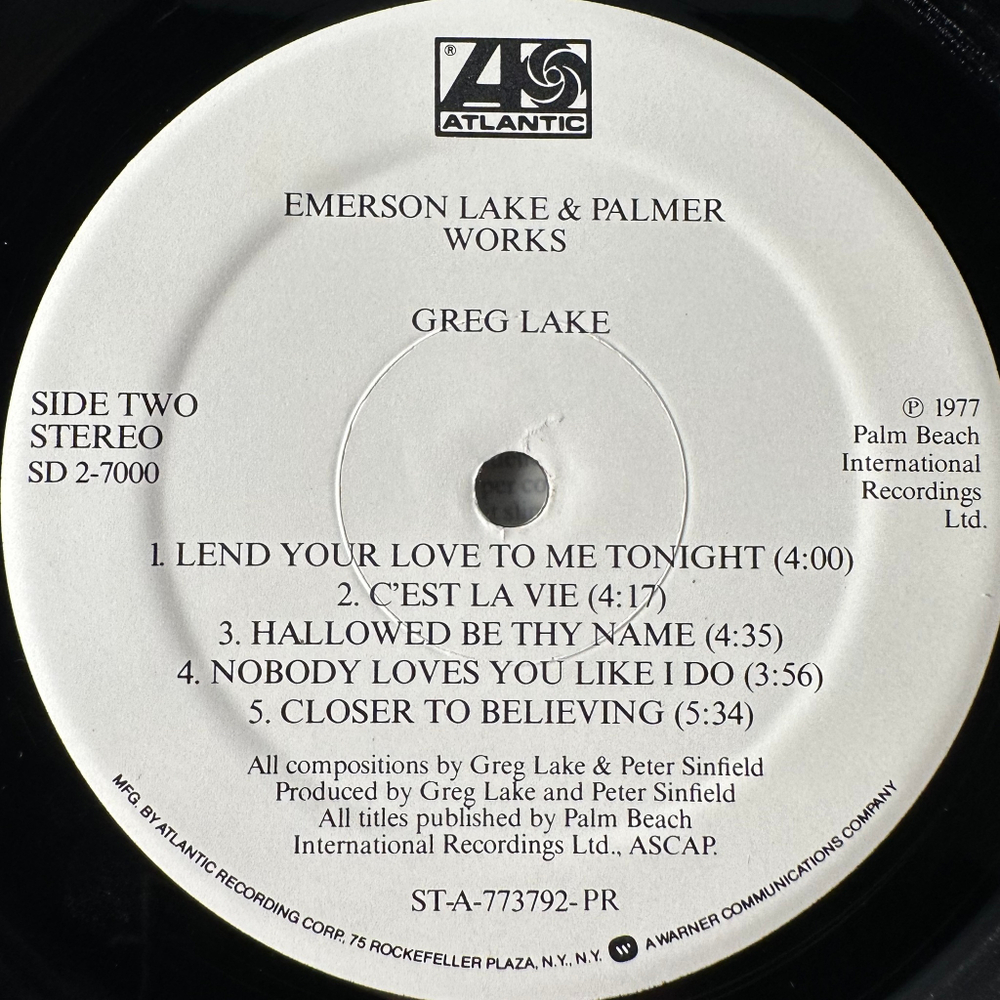 ®
ATLANTIC
EMERSON LAKE & PALMER
WORKS
GREG LAKE
SIDE TWO
STEREO
SD 2-7000
℗ 1977
Palm Beach
International
Recordings
Ltd.
1. LEND YOUR LOVE TO ME TONIGHT (4:00)
2. C'EST LA VIE (4:17)
3. HALLOWED BE THY NAME (4:35)
4. NOBODY LOVES YOU LIKE I DO (3:56)
5. CLOSER TO BELIEVING (5:34)
All compositions by Greg Lake & Peter Sinfield
Produced by Greg Lake and Peter Sinfield
All titles published by Palm Beach
International Recordings Ltd., ASCAP.
ST-A-773792-PR
MFG. BY ATLANTIC RECORDING CORP., 75 ROCKEFELLER PLAZA, N.Y., N.Y. W A WARNER COMMUNICATIONS COMPANY